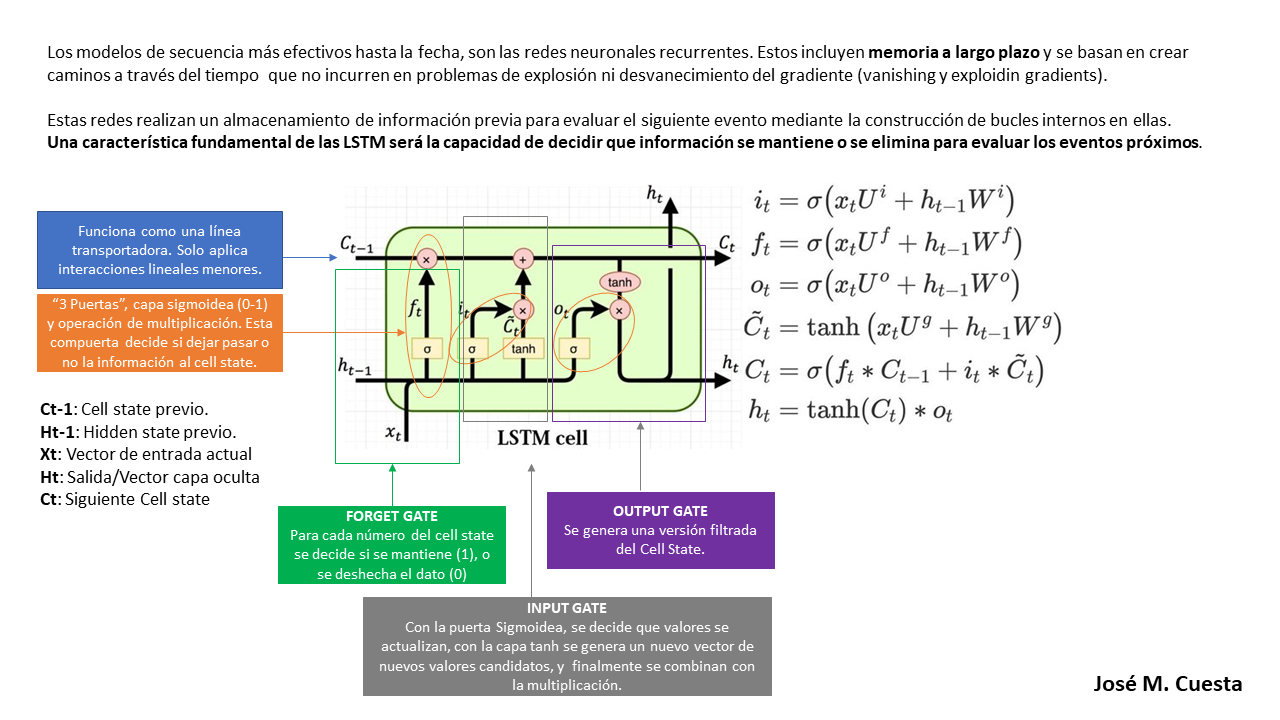 Los modelos de secuencia más efectivos hasta la fecha, son las redes neuronales recurrentes. Estos incluyen memoria a largo plazo y se basan en crear
caminos a través del tiempo que no incurren en problemas de explosión ni desvanecimiento del gradiente (vanishing y exploidin gradients).
Estas redes realizan un almacenamiento de información previa para evaluar el siguiente evento mediante la construcción de bucles internos en ellas.
Una característica fundamental de las LSTM será la capacidad de decidir que información se mantiene o se elimina para evaluar los eventos próximos.
Funciona como una línea
transportadora. Solo aplica
interacciones lineales menores.
“3 Puertas”, capa sigmoidea (0-1)
y operación de multiplicación. Esta
compuerta decide si dejar pasar o
no la información al cell state.
Ct-1: Cell state previo.
Ht-1: Hidden state previo.
Xt: Vector de entrada actual
Ht: Salida/Vector capa oculta
Ct: Siguiente Cell state
h_t
C_{t-1}
×
+
C_t
tanh
f_t
i_t
×
C̃_t
o_t
×
σ
σ
tanh
σ
h_{t-1}
h_t
x_t
LSTM cell
i_t = σ(x_t U^i + h_{t-1} W^i)
f_t = σ(x_t U^f + h_{t-1} W^f)
o_t = σ(x_t U^o + h_{t-1} W^o)
C̃_t = tanh (x_t U^g + h_{t-1} W^g)
C_t = σ(f_t * C_{t-1} + i_t * C̃_t)
h_t = tanh(C_t) * o_t
FORGET GATE
Para cada número del cell state
se decide si se mantiene (1), o
se deshecha el dato (0)
OUTPUT GATE
Se genera una versión filtrada
del Cell State.
INPUT GATE
Con la puerta Sigmoidea, se decide que valores se
actualizan, con la capa tanh se genera un nuevo vector de
nuevos valores candidatos, y finalmente se combinan con
la multiplicación.
José M. Cuesta